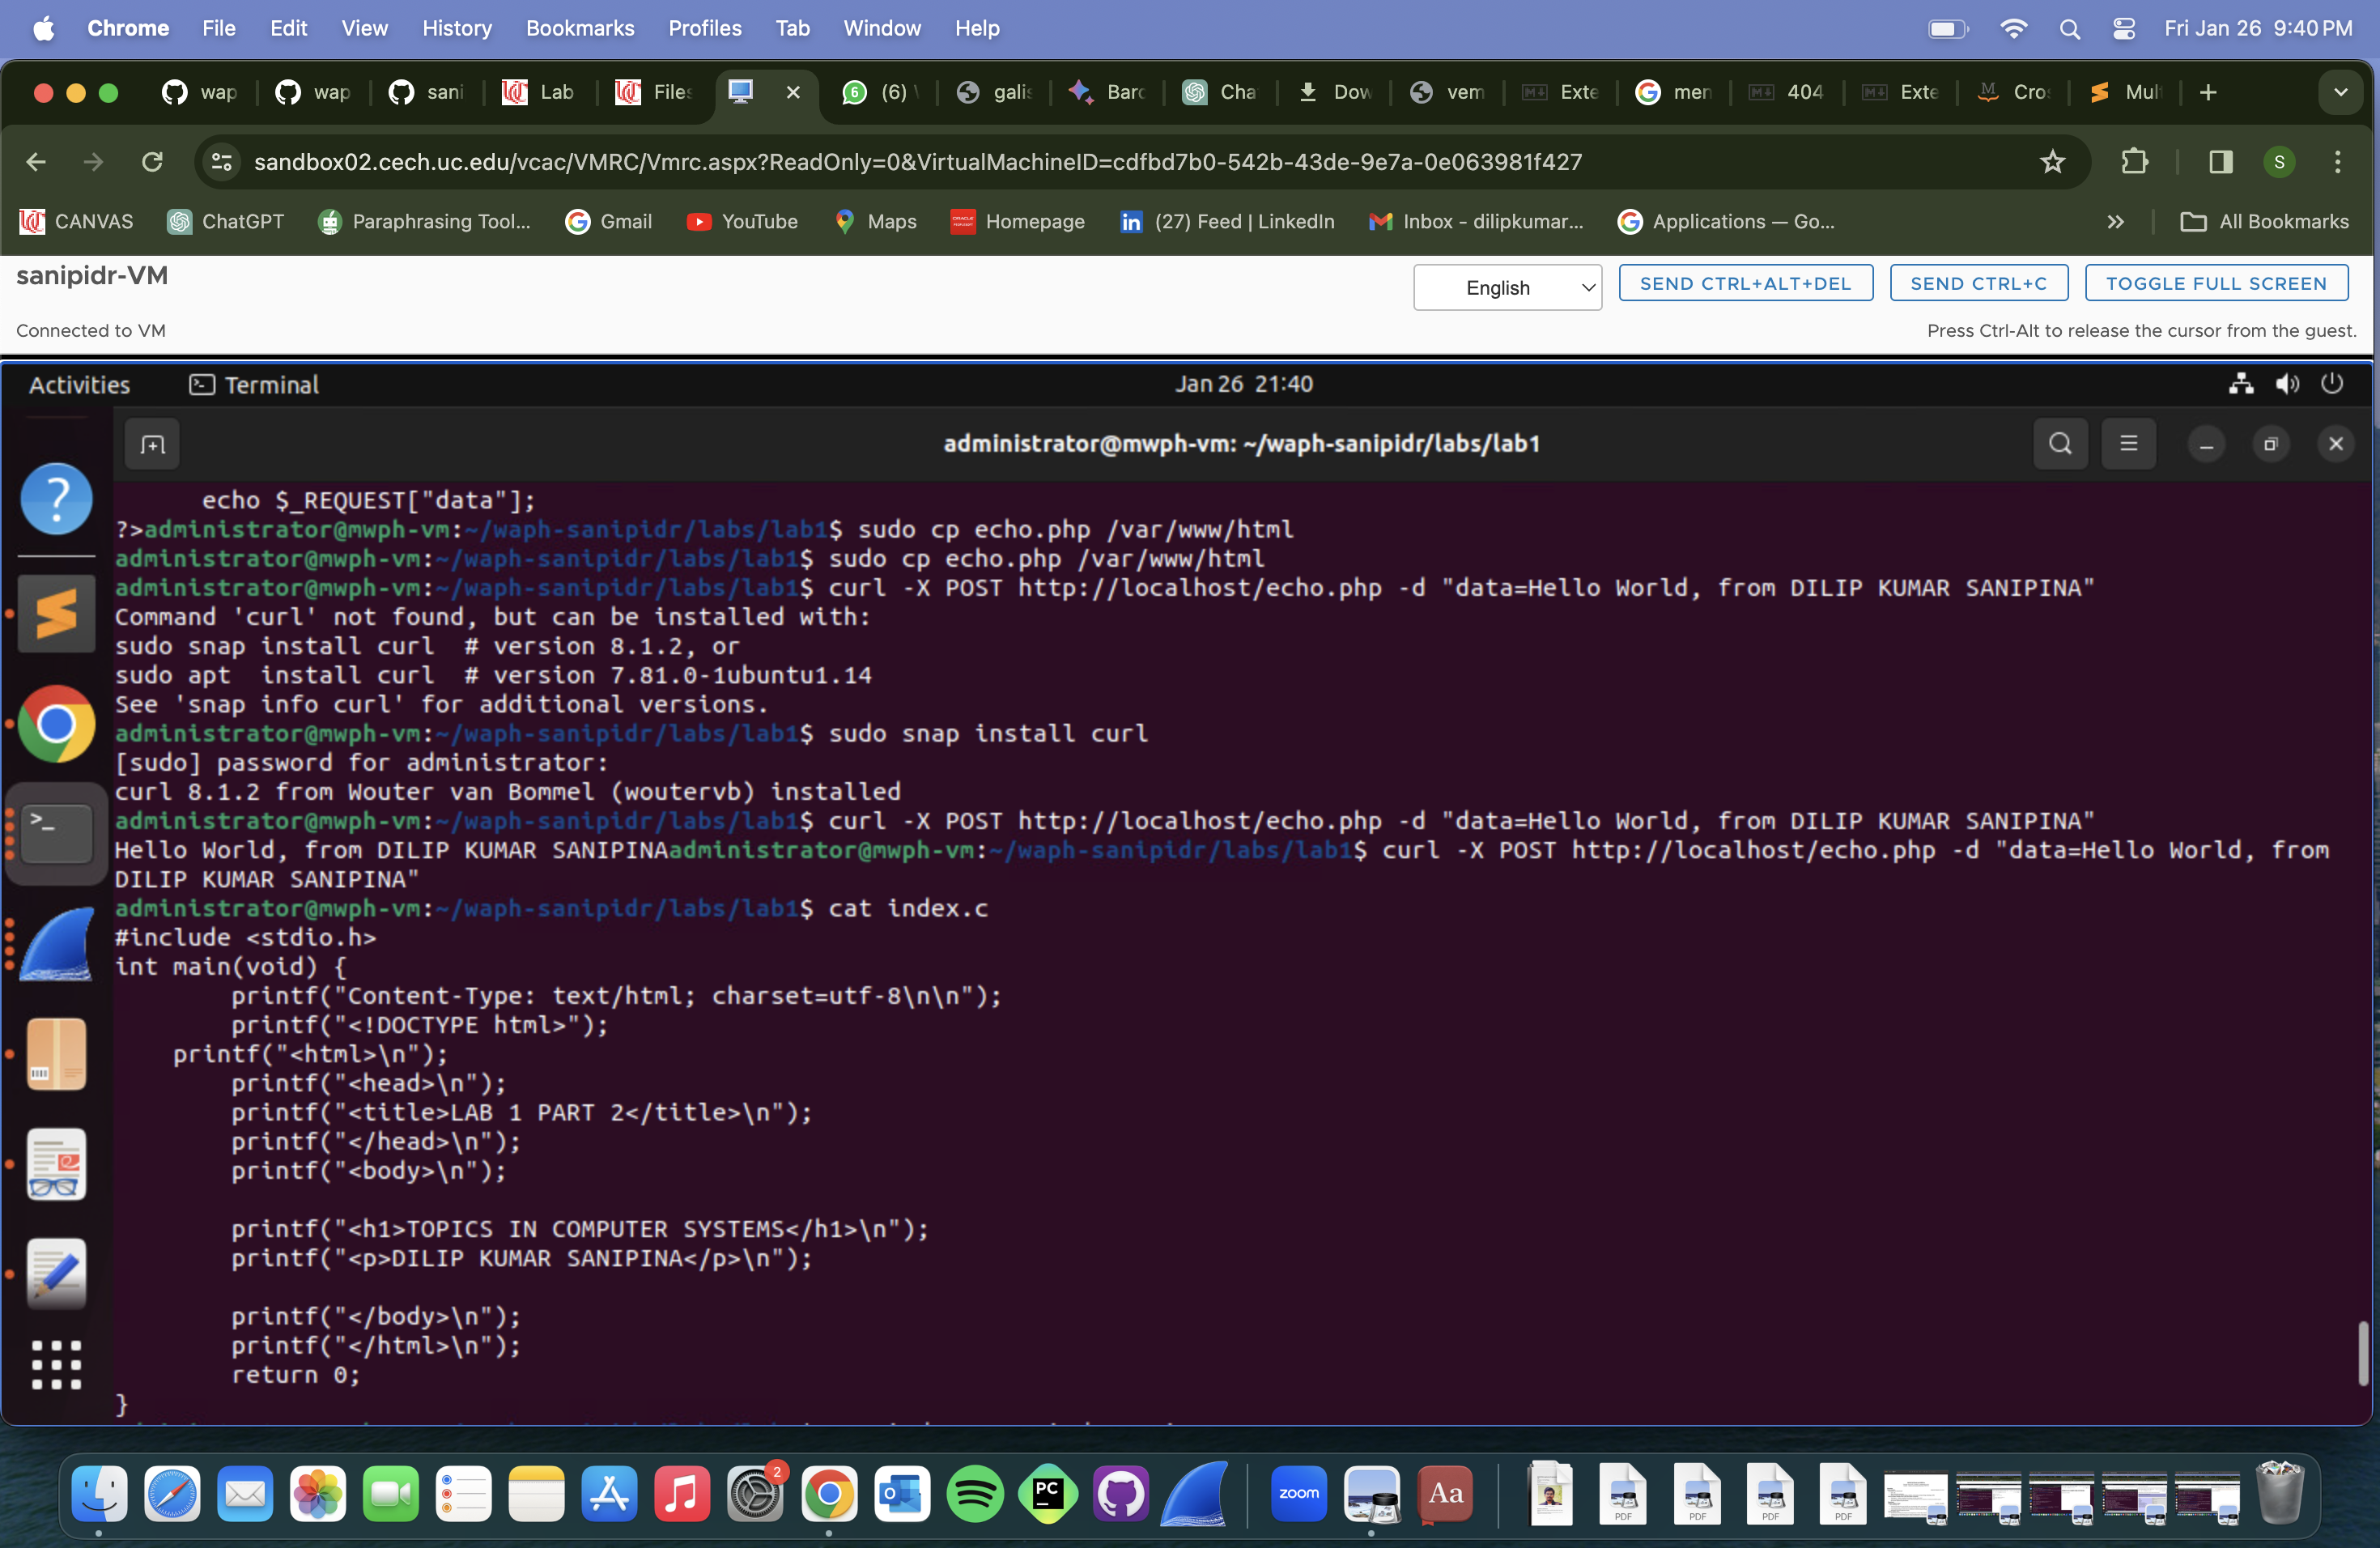 Chrome File Edit View History Bookmarks Profiles Tab Window Help Fri Jan 26 9:40 PM
wap wap sani Lab Files (6) galis Bard Cha Dow vem Exte men 404 Exte Cros Mul
sandbox02.cech.uc.edu/vcac/VMRC/Vmrc.aspx?ReadOnly=0&VirtualMachineID=cdfbd7b0-542b-43de-9e7a-0e063981f427 S
CANVAS ChatGPT Paraphrasing Tool... Gmail YouTube Maps Homepage (27) Feed | LinkedIn Inbox - dilipkumar... Applications — Go... All Bookmarks
sanipidr-VM English SEND CTRL+ALT+DEL SEND CTRL+C TOGGLE FULL SCREEN
Connected to VM Press Ctrl-Alt to release the cursor from the guest.
Activities Terminal Jan 26 21:40
administrator@mwph-vm: ~/waph-sanipidr/labs/lab1
echo $_REQUEST["data"];
?>administrator@mwph-vm:~/waph-sanipidr/labs/lab1$ sudo cp echo.php /var/www/html
administrator@mwph-vm:~/waph-sanipidr/labs/lab1$ sudo cp echo.php /var/www/html
administrator@mwph-vm:~/waph-sanipidr/labs/lab1$ curl -X POST http://localhost/echo.php -d "data=Hello World, from DILIP KUMAR SANIPINA"
Command 'curl' not found, but can be installed with:
sudo snap install curl # version 8.1.2, or
sudo apt install curl # version 7.81.0-1ubuntu1.14
See 'snap info curl' for additional versions.
administrator@mwph-vm:~/waph-sanipidr/labs/lab1$ sudo snap install curl
[sudo] password for administrator:
curl 8.1.2 from Wouter van Bommel (woutervb) installed
administrator@mwph-vm:~/waph-sanipidr/labs/lab1$ curl -X POST http://localhost/echo.php -d "data=Hello World, from DILIP KUMAR SANIPINA"
Hello World, from DILIP KUMAR SANIPINAadministrator@mwph-vm:~/waph-sanipidr/labs/lab1$ curl -X POST http://localhost/echo.php -d "data=Hello World, from
DILIP KUMAR SANIPINA"
administrator@mwph-vm:~/waph-sanipidr/labs/lab1$ cat index.c
#include <stdio.h>
int main(void) {
printf("Content-Type: text/html; charset=utf-8\n\n");
printf("<!DOCTYPE html>");
printf("<html>\n");
printf("<head>\n");
printf("<title>LAB 1 PART 2</title>\n");
printf("</head>\n");
printf("<body>\n");
printf("<h1>TOPICS IN COMPUTER SYSTEMS</h1>\n");
printf("<p>DILIP KUMAR SANIPINA</p>\n");
printf("</body>\n");
printf("</html>\n");
return 0;
}
2 PC zoom Aa PDF PDF PDF PDF